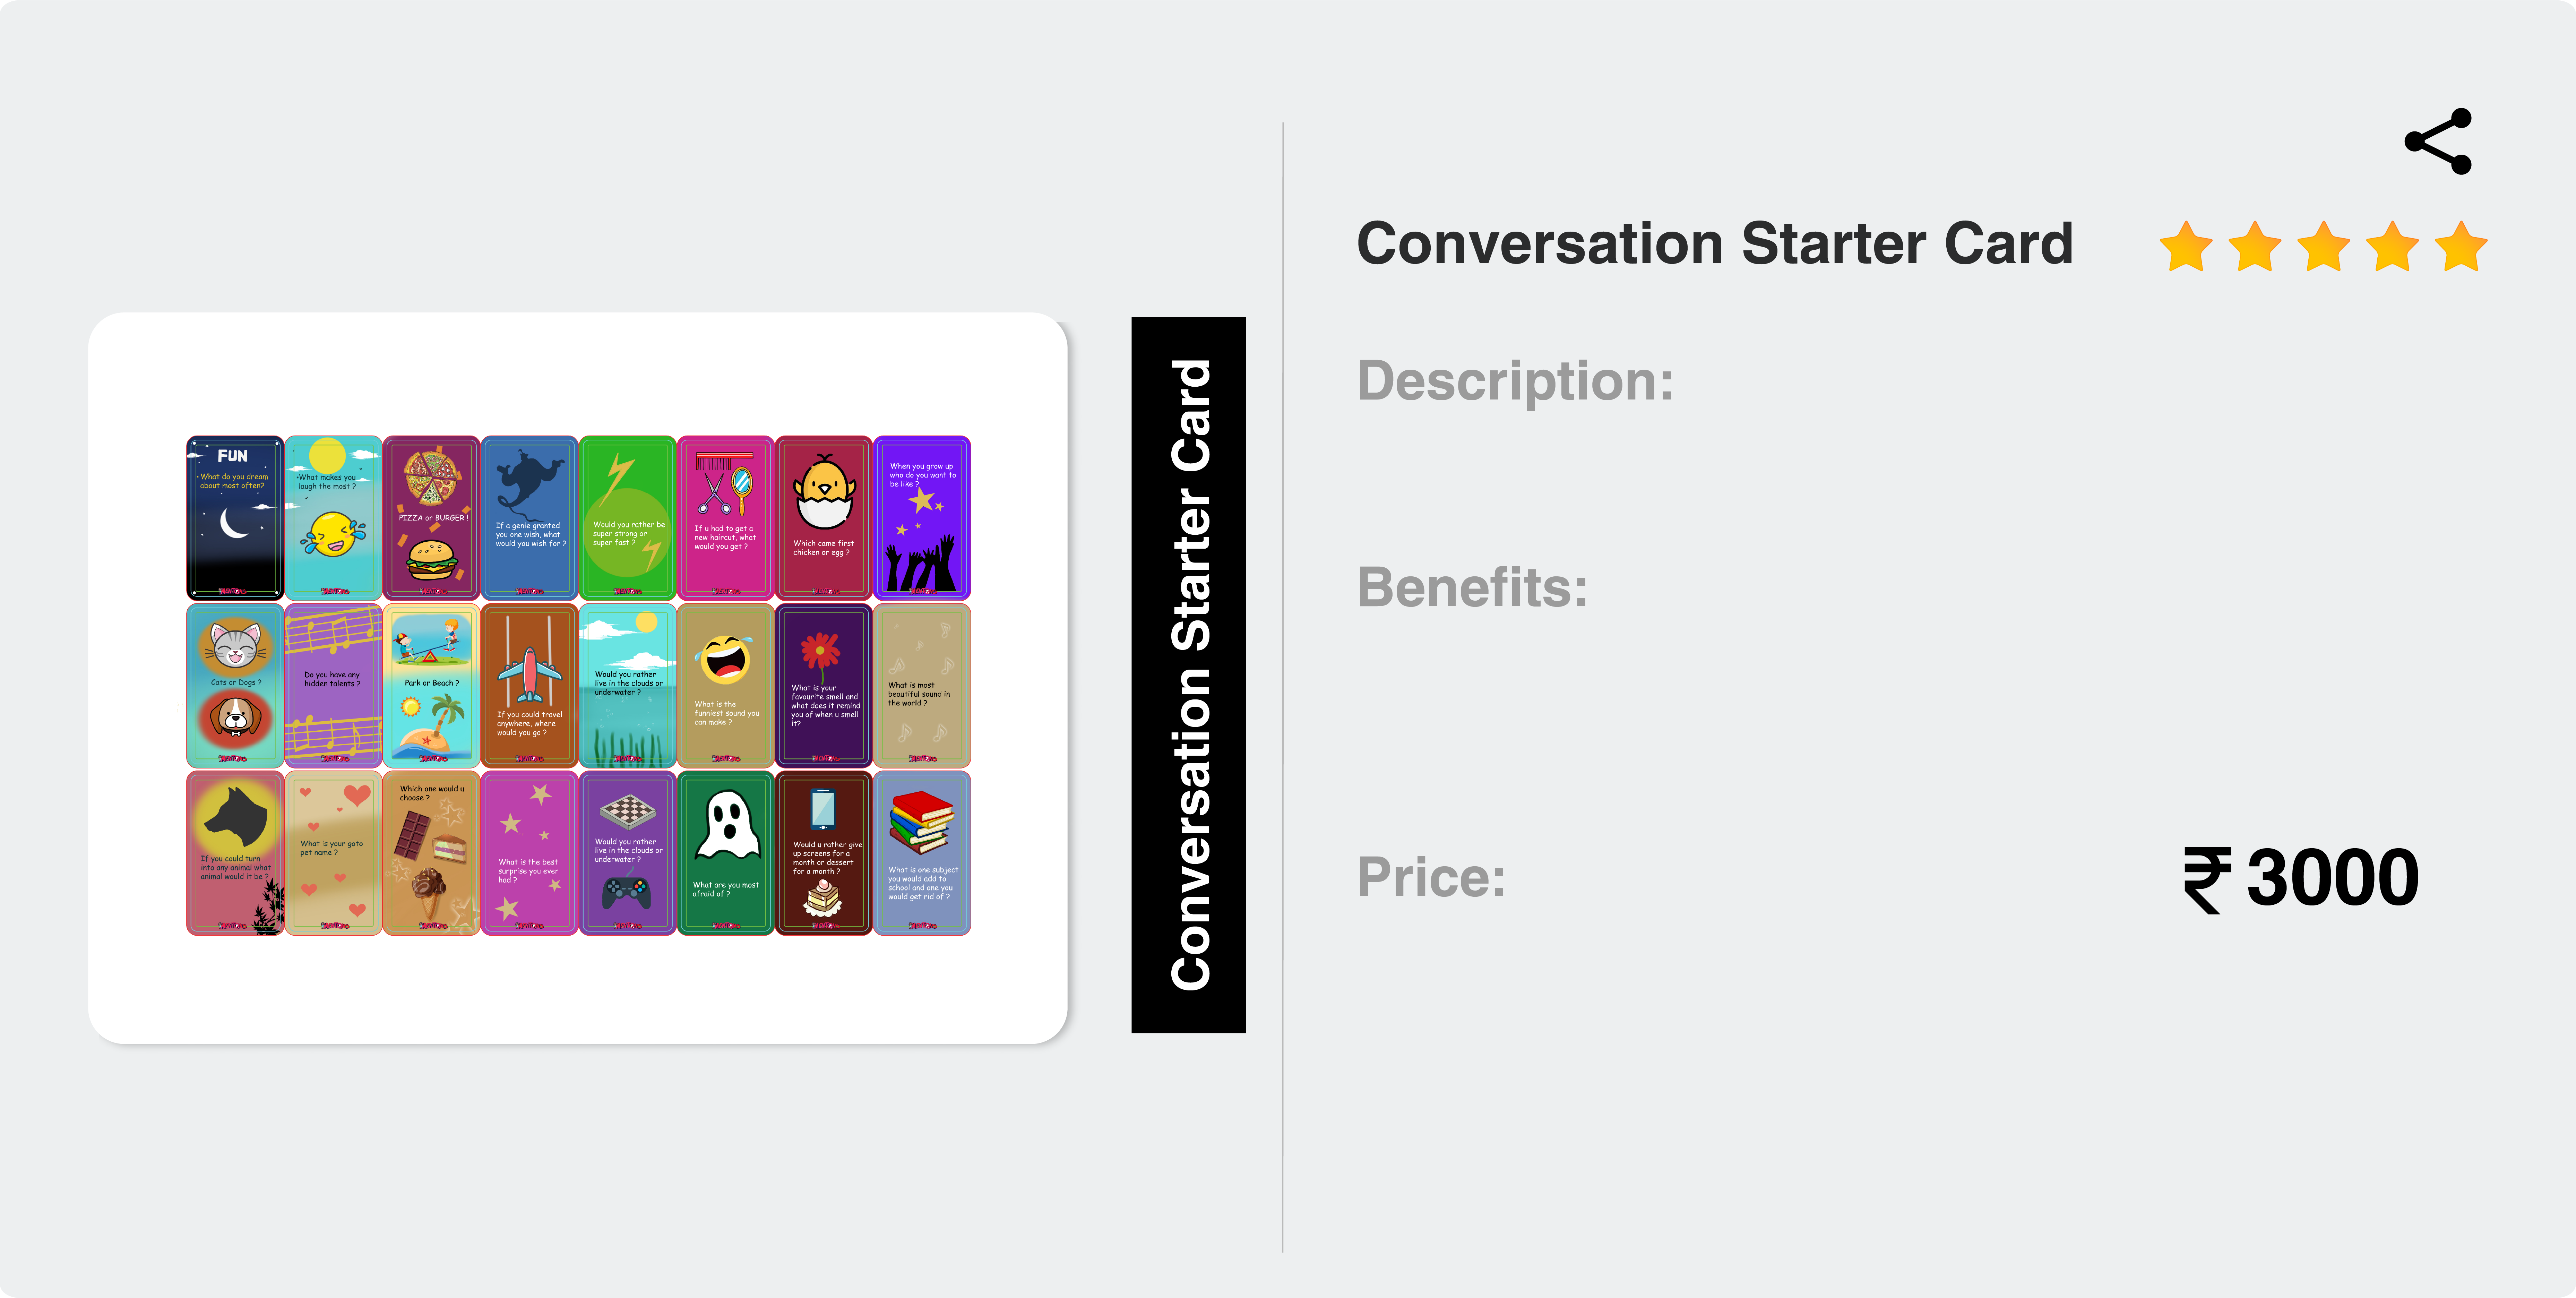 FUN
What do you dream
about most often?
What makes you
laugh the most ?
PIZZA or BURGER !
If a genie granted
you one wish, what
would you wish for ?
Would you rather be
super strong or
super fast ?
If u had to get a
new haircut, what
would you get ?
Which came first
chicken or egg ?
When you grow up
who do you want to
be like ?
Cats or Dogs ?
Do you have any
hidden talents ?
Park or Beach ?
If you could travel
anywhere, where
would you go ?
Would you rather
live in the clouds or
underwater ?
What is the
funniest sound you
can make ?
What is your
favourite smell and
what does it remind
you of when u smell
it?
What is most
beautiful sound in
the world ?
If you could turn
into any animal what
animal would it be ?
What is your goto
pet name ?
Which one would u
choose ?
What is the best
surprise you ever
had ?
Would you rather
live in the clouds or
underwater ?
What are you most
afraid of ?
Would u rather give
up screens for a
month or dessert
for a month ?
What is one subject
you would add to
school and one you
would get rid of ?
Conversation Starter Card
Conversation Starter Card
Description:
Benefits:
Price:
₹ 3000